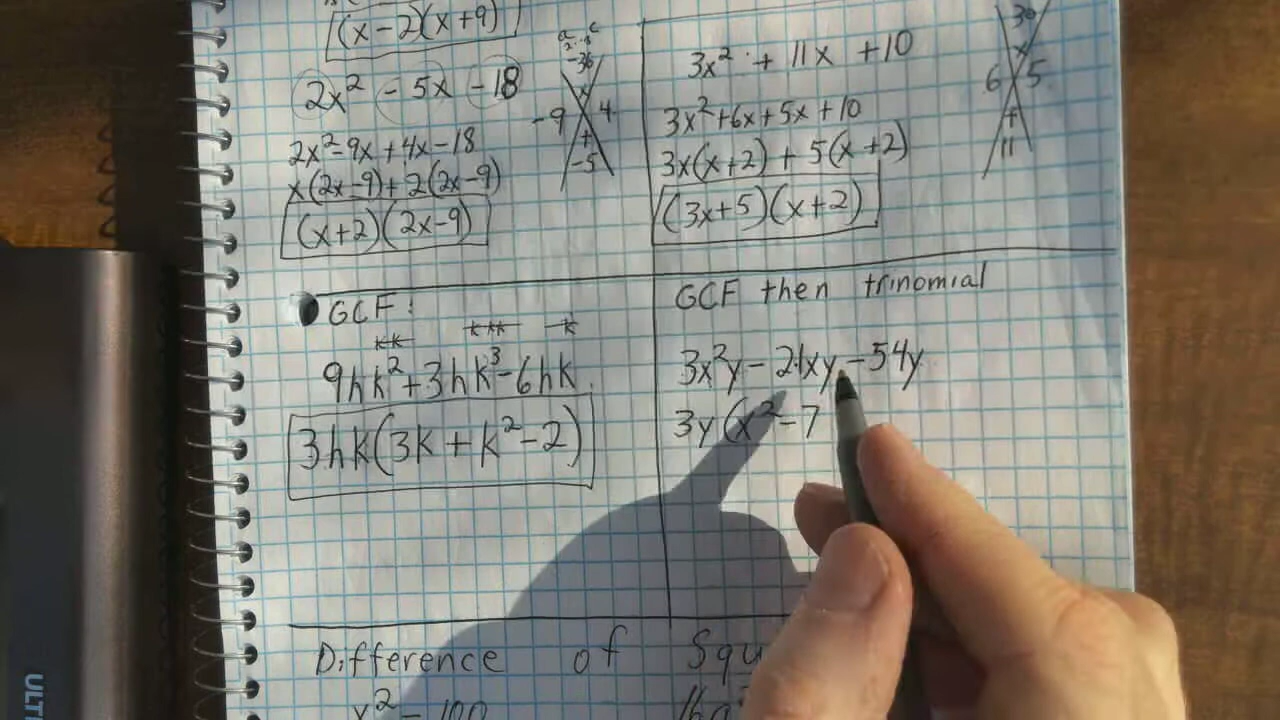 (x-2)(x+9)
2x² - 5x - 18
-36
x
-9 4
+
-5
2x²-9x+4x-18
x(2x-9)+2(2x-9)
(x+2)(2x-9)
3x² + 11x + 10
30
x
6 5
+
11
3x²+6x+5x+10
3x(x+2) + 5(x+2)
(3x+5)(x+2)
GCF:
9hk²+3hk³-6hk
3hk(3k+k²-2)
GCF then trinomial
3x²y-21xy-54y
3y(x²-7
Difference of Squ
x²-100
16a²
ULT